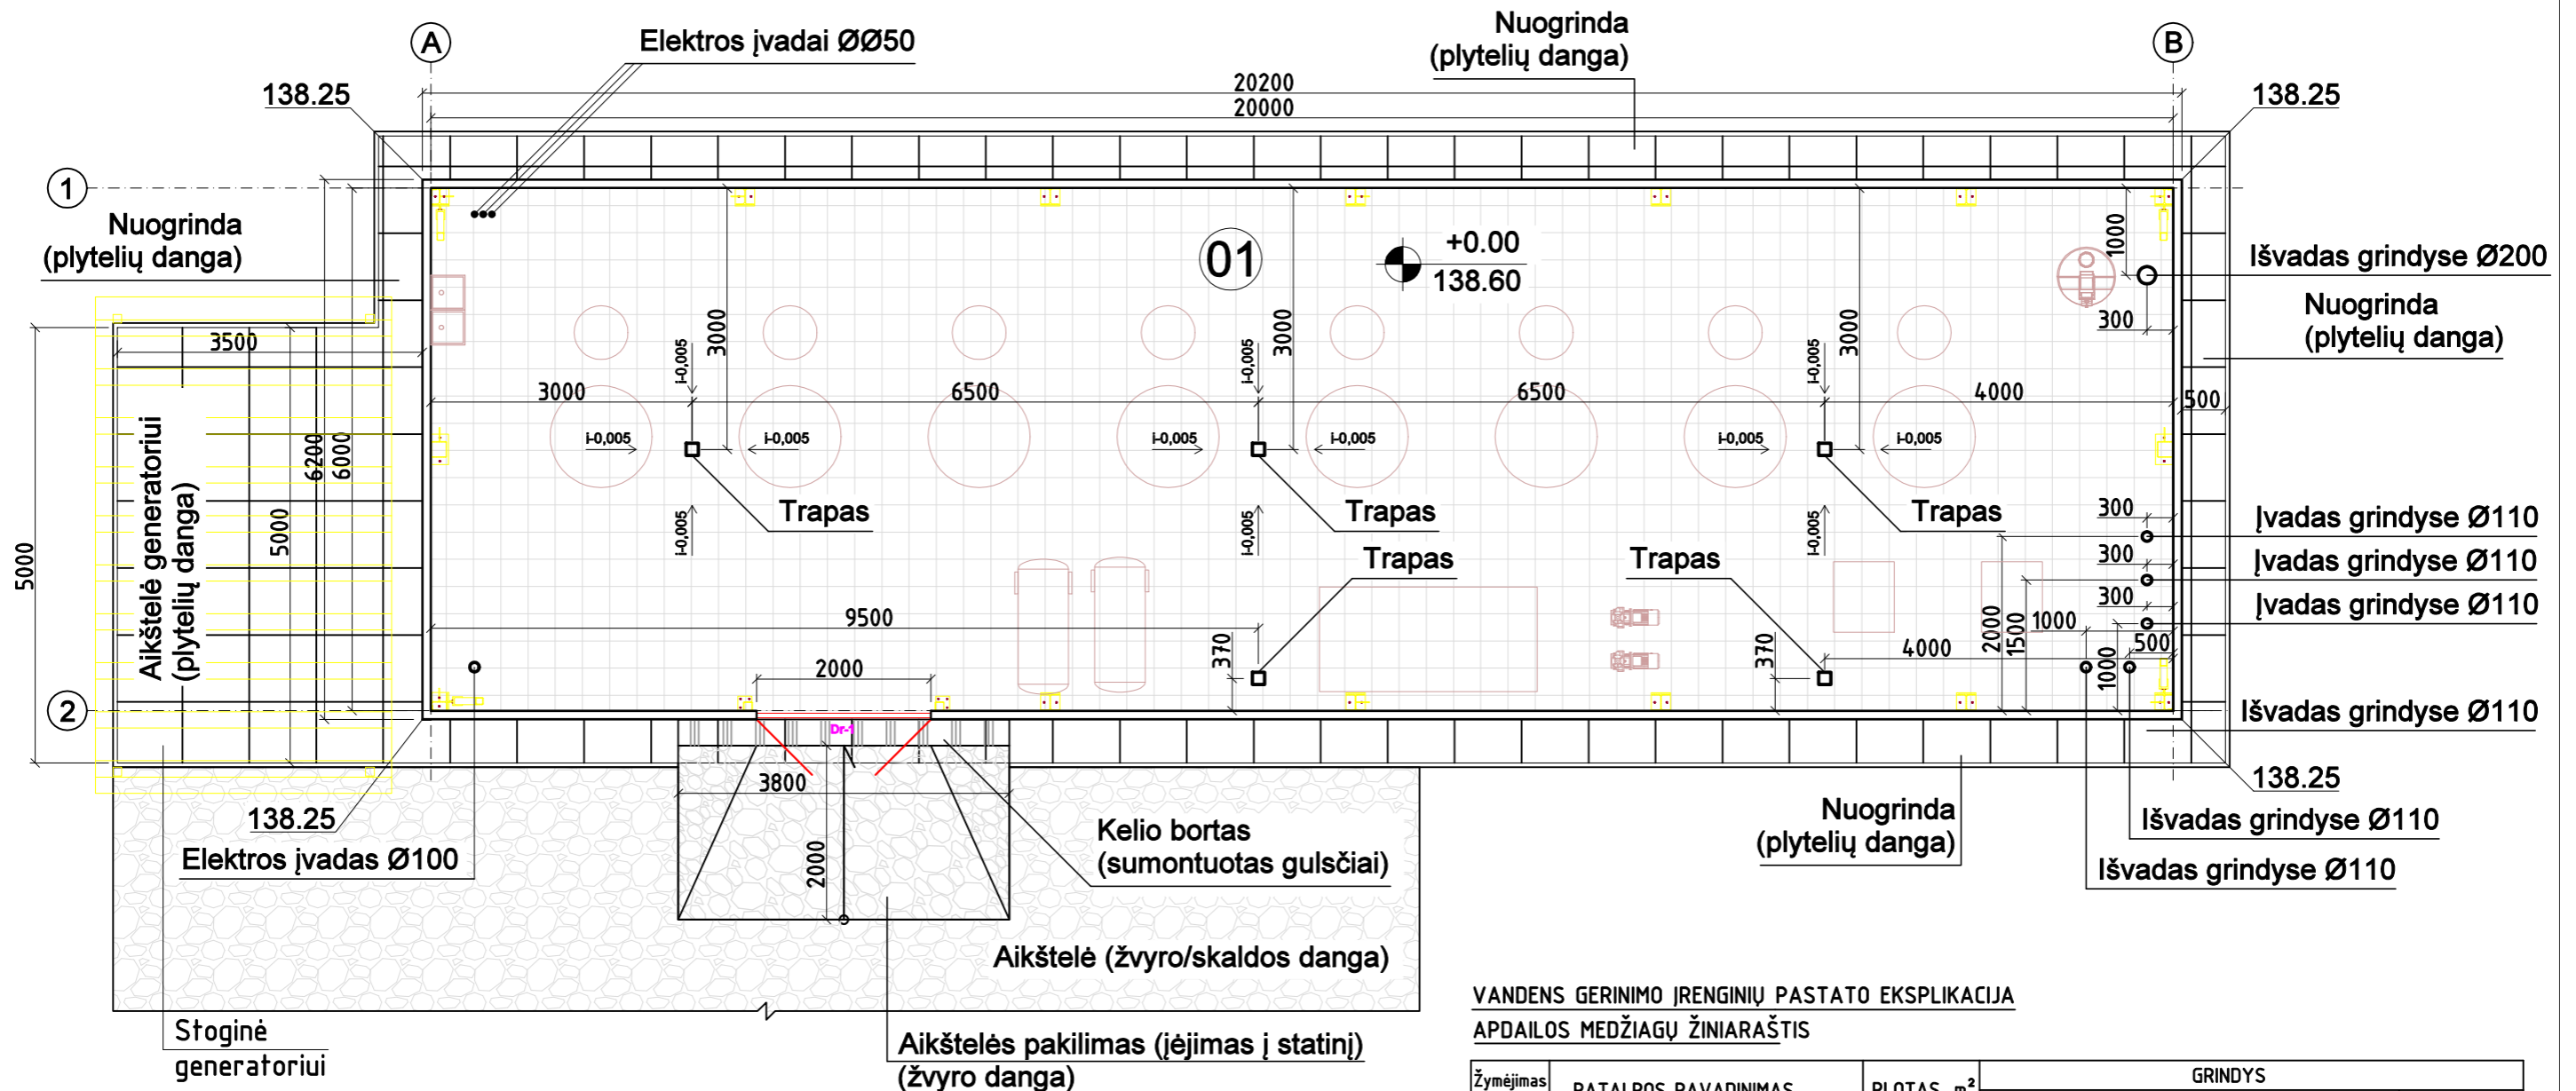 A
Elektros įvadai ØØ50
Nuogrinda
(plytelių danga)
B
138.25
20200
138.25
20000
1
Nuogrinda
(plytelių danga)
01
+0.00
138.60
1000
Išvadas grindyse Ø200
300
Nuogrinda
(plytelių danga)
3500
3000
3000
3000
i-0,005
i-0,005
i-0,005
3000
6500
6500
4000
500
i-0,005
i-0,005
i-0,005
i-0,005
i-0,005
i-0,005
6200
6000
5000
5000
Aikštelė generatoriui
(plytelių danga)
i-0,005
i-0,005
i-0,005
Trapas
Trapas
Trapas
Trapas
Trapas
300
Įvadas grindyse Ø110
300
Įvadas grindyse Ø110
300
Įvadas grindyse Ø110
9500
370
370
2000
1500
1000
1000
500
4000
2000
2
Dr-1
Išvadas grindyse Ø110
3800
2000
138.25
138.25
Elektros įvadas Ø100
Kelio bortas
(sumontuotas gulsčiai)
Nuogrinda
(plytelių danga)
Išvadas grindyse Ø110
Išvadas grindyse Ø110
Aikštelė (žvyro/skaldos danga)
Stoginė
generatoriui
Aikštelės pakilimas (įėjimas į statinį)
(žvyro danga)
VANDENS GERINIMO ĮRENGINIŲ PASTATO EKSPLIKACIJA
APDAILOS MEDŽIAGŲ ŽINIARAŠTIS
Žymėjimas
PATALPOS PAVADINIMAS
PLOTAS, m²
GRINDYS